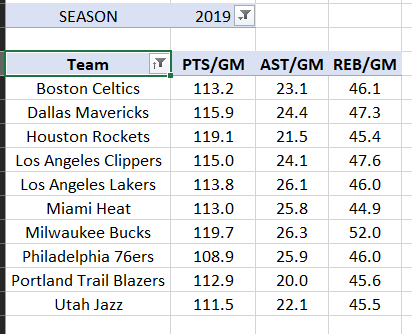 SEASON 2019
Team PTS/GM AST/GM REB/GM
Boston Celtics 113.2 23.1 46.1
Dallas Mavericks 115.9 24.4 47.3
Houston Rockets 119.1 21.5 45.4
Los Angeles Clippers 115.0 24.1 47.6
Los Angeles Lakers 113.8 26.1 46.0
Miami Heat 113.0 25.8 44.9
Milwaukee Bucks 119.7 26.3 52.0
Philadelphia 76ers 108.9 25.9 46.0
Portland Trail Blazers 112.9 20.0 45.6
Utah Jazz 111.5 22.1 45.5